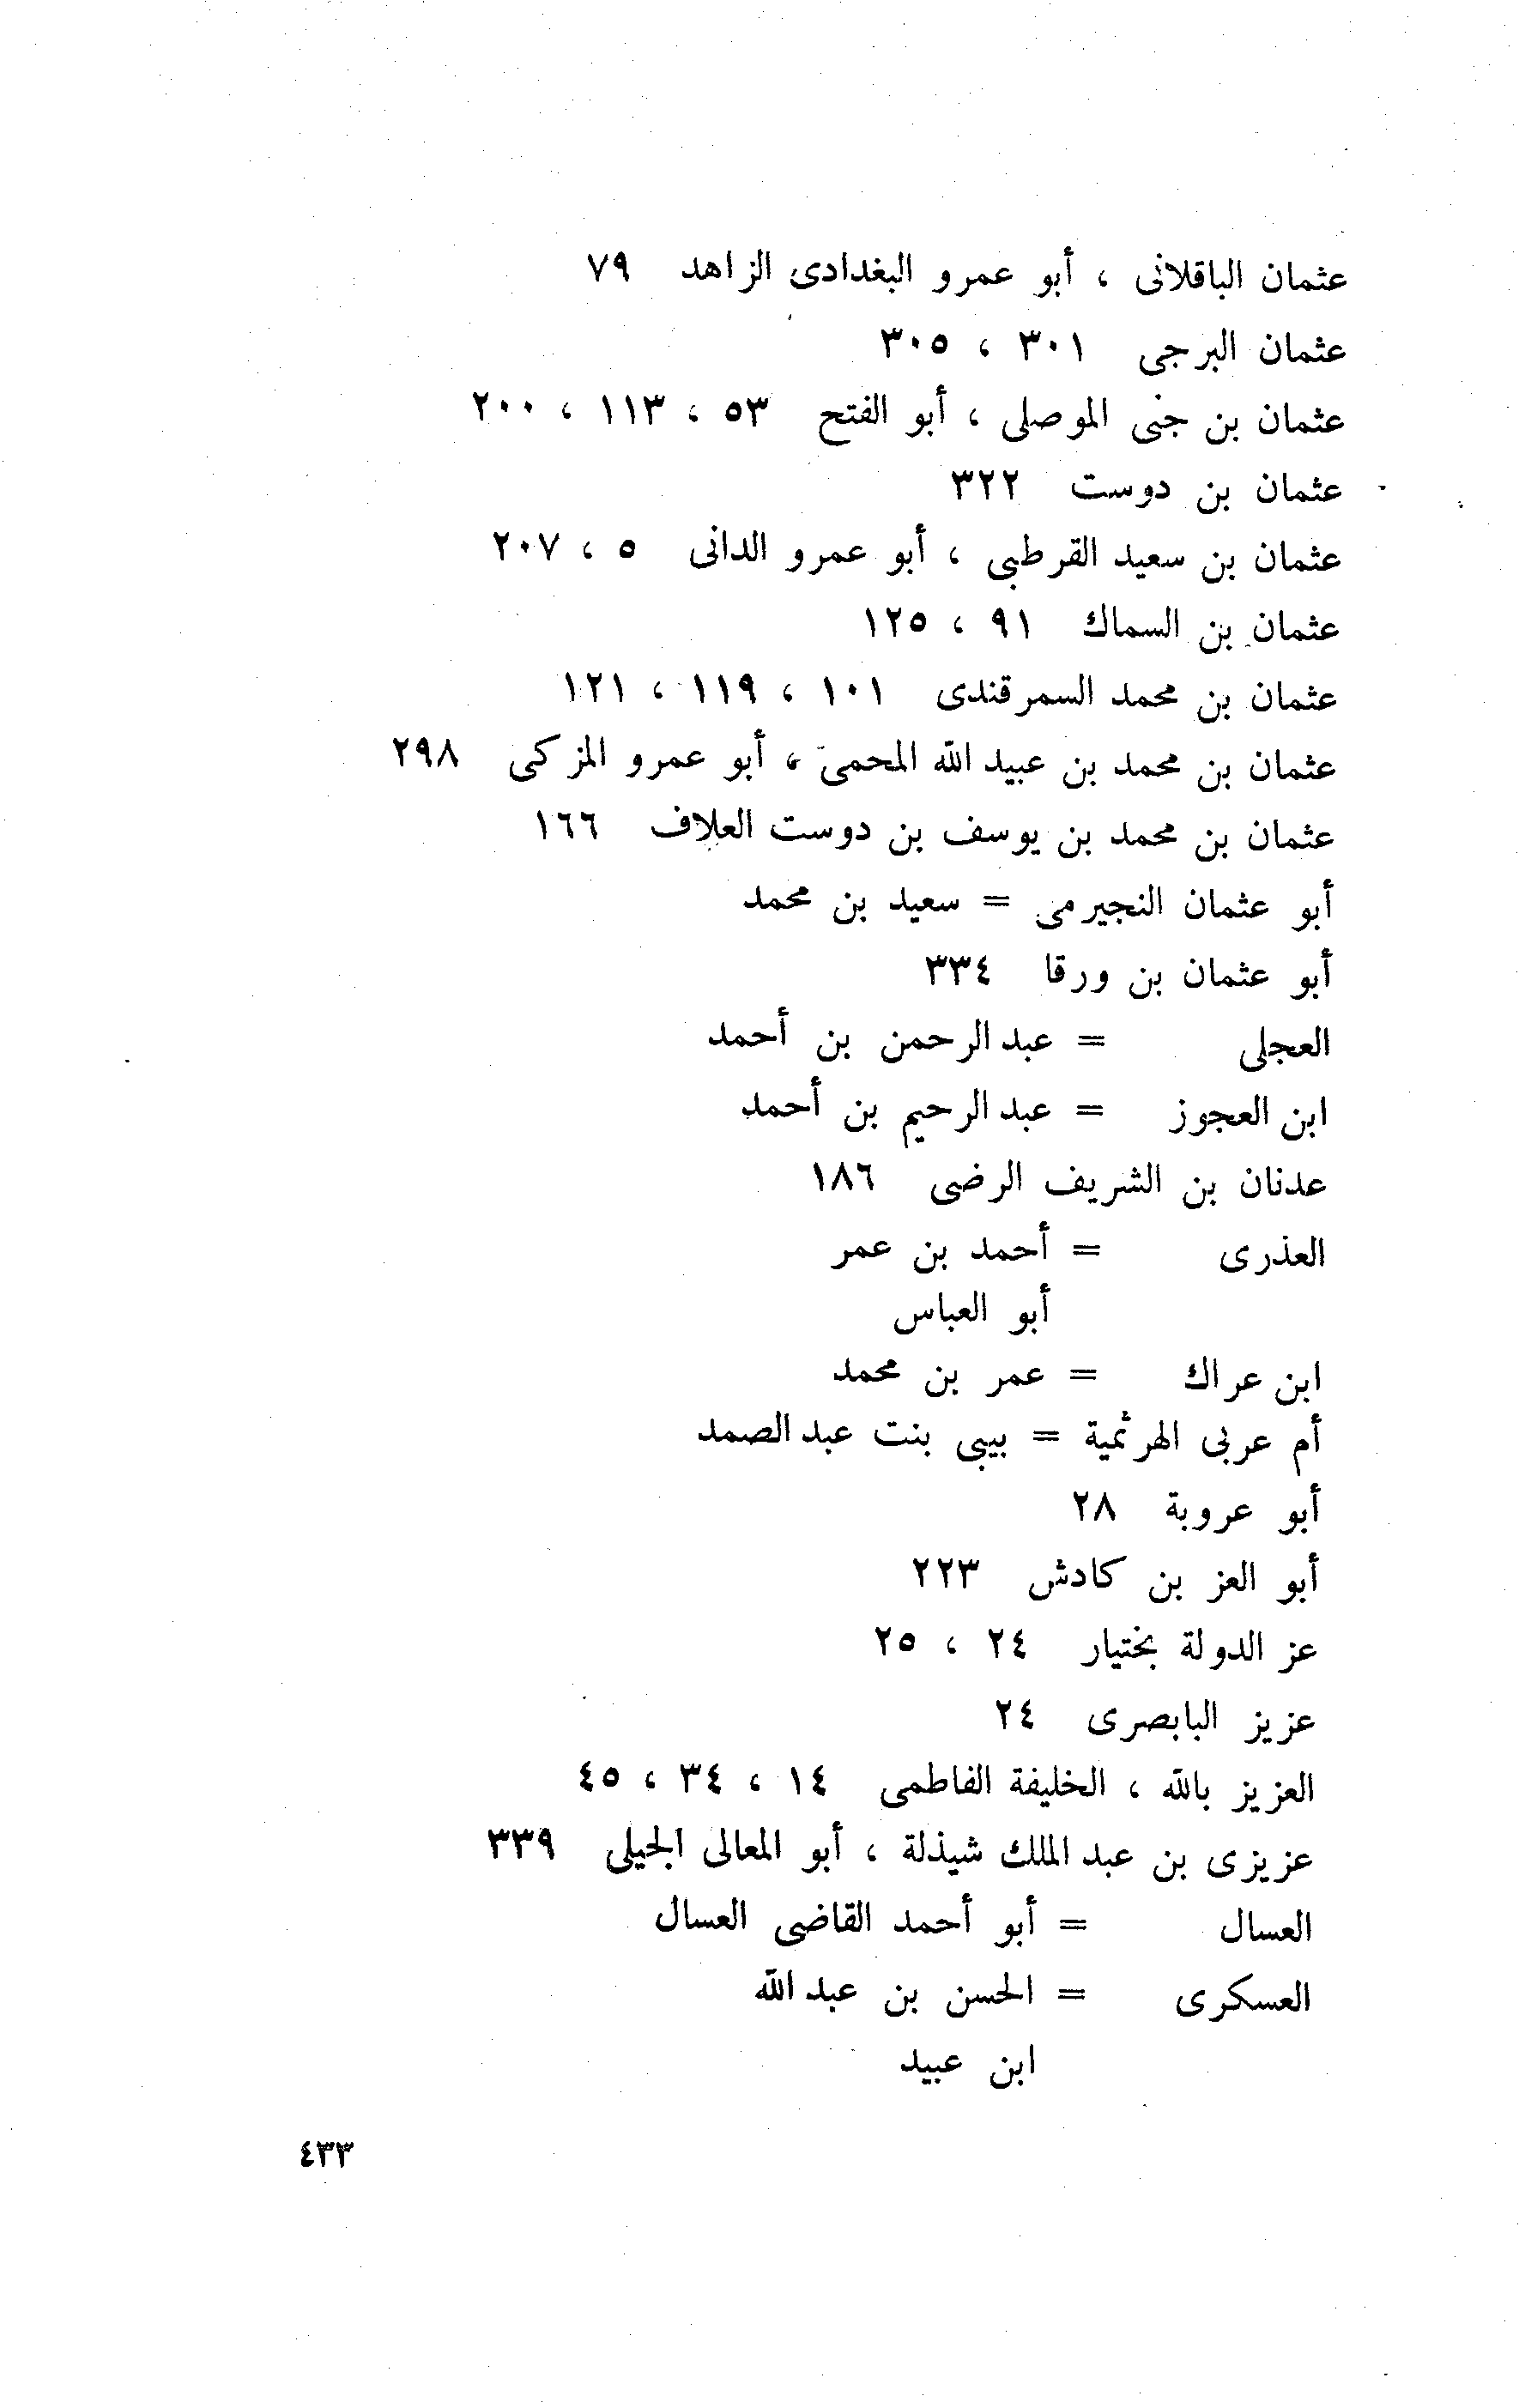 عثمان الباقلانى ، أبو عمرو البغدادى الزاهد ٧٩
عثمان البرجى ٣٠١ ، ٣٠٥
عثمان بن جنى الموصلى ، أبو الفتح ٥٣ ، ١١٣ ، ٢٠٠
عثمان بن دوست ٣٢٢
عثمان بن سعيد القرطبى ، أبو عمرو الدانى ٥ ، ٢٠٧
عثمان بن السماك ٩١ ، ١٢٥
عثمان بن محمد السمرقندى ١٠١ ، ١١٩ ، ١٢١
عثمان بن محمد بن عبيد الله المحمى ، أبو عمرو المزكى ٢٩٨
عثمان بن محمد بن يوسف بن دوست العلاف ١٦٦
أبو عثمان النجيرمى = سعيد بن محمد
أبو عثمان بن ورقا ٣٣٤
العجلى = عبد الرحمن بن أحمد
ابن العجوز = عبد الرحيم بن أحمد
عدنان بن الشريف الرضى ١٨٦
العذرى = أحمد بن عمر
أبو العباس
ابن عراك = عمر بن محمد
أم عربى الهرثمية = بيبى بنت عبد الصمد
أبو عروبة ٢٨
أبو العز بن كادش ٢٢٣
عز الدولة بختيار ٢٤ ، ٢٥
عزيز البابصرى ٢٤
العزيز بالله ، الخليفة الفاطمى ١٤ ، ٣٤ ، ٤٥
عزيزى بن عبد الملك شيذلة ، أبو المعالى الجيلى ٣٣٩
العسال = أبو أحمد القاضى العسال
العسكرى = الحسن بن عبد الله
ابن عبيد
٤٣٣